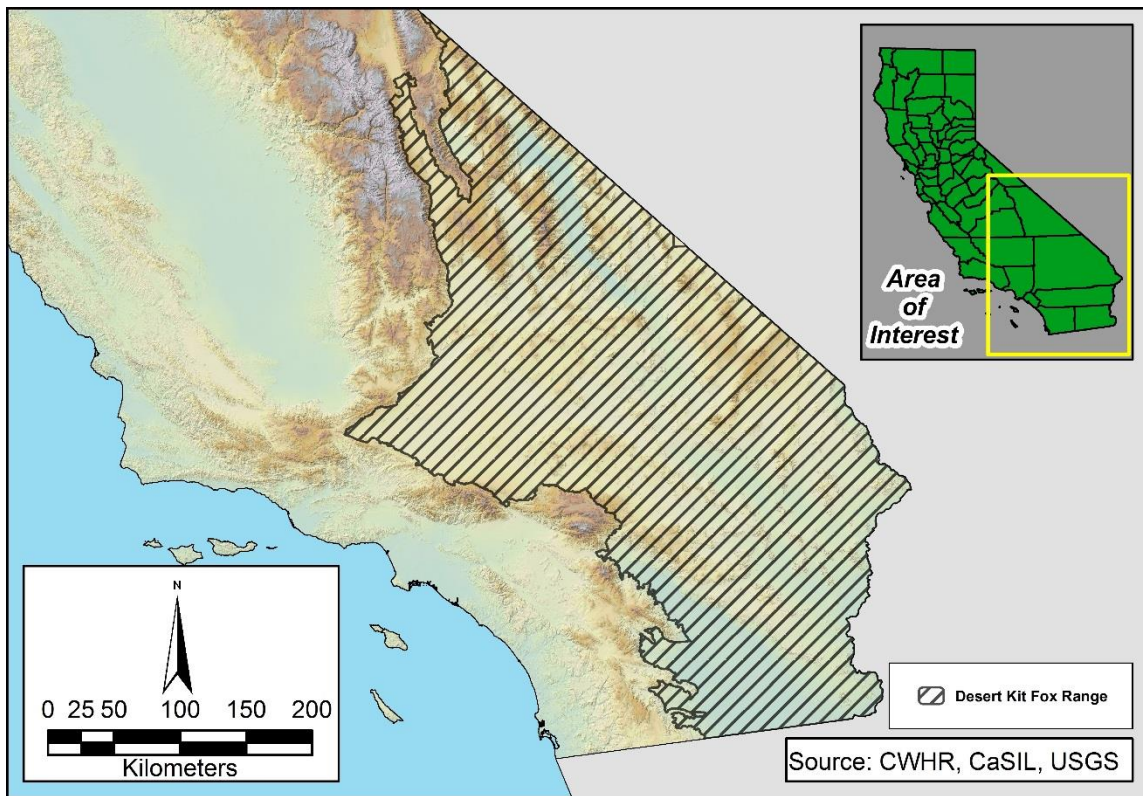 Area
of
Interest
N
0 25 50 100 150 200
Kilometers
Desert Kit Fox Range
Source: CWHR, CaSIL, USGS